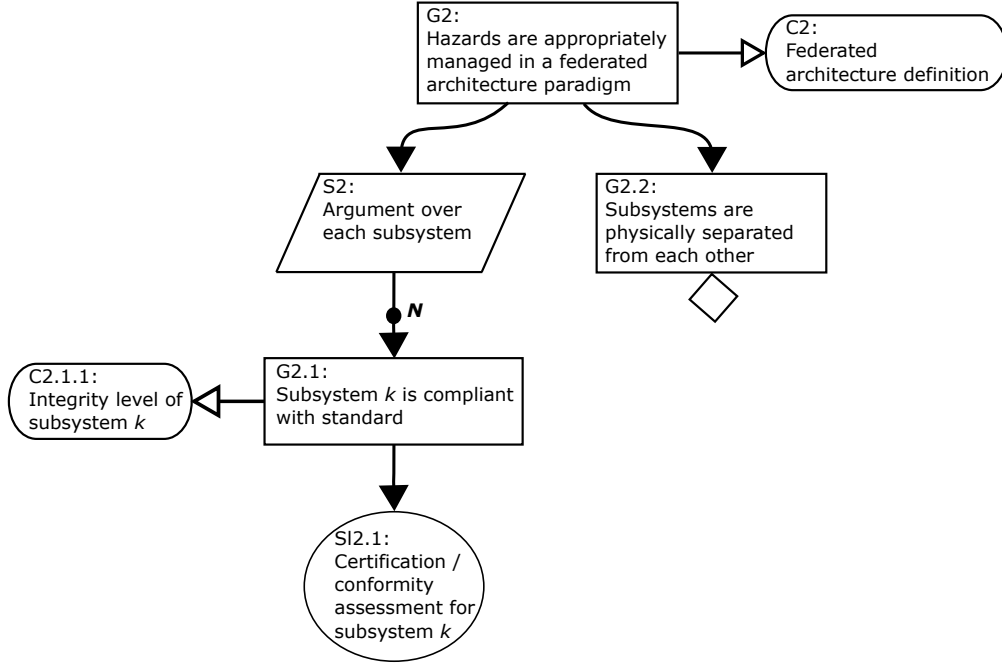 G2:
Hazards are appropriately
managed in a federated
architecture paradigm
C2:
Federated
architecture definition
S2:
Argument over
each subsystem
G2.2:
Subsystems are
physically separated
from each other
N
C2.1.1:
Integrity level of
subsystem k
G2.1:
Subsystem k is compliant
with standard
Sl2.1:
Certification /
conformity
assessment for
subsystem k